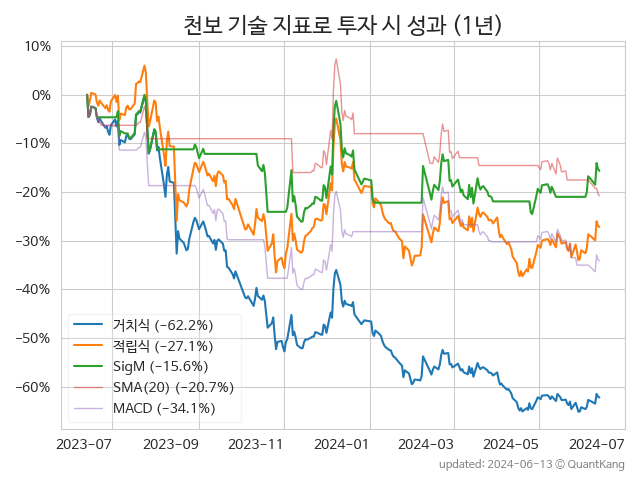 천보 기술 지표로 투자 시 성과 (1년)
10%
0%
−10%
−20%
−30%
−40%
−50%
−60%
거치식 (−62.2%)
적립식 (−27.1%)
SigM (−15.6%)
SMA(20) (−20.7%)
MACD (−34.1%)
2023−07 2023−09 2023−11 2024−01 2024−03 2024−05 2024−07
updated: 2024−06−13 ⓒ QuantKang